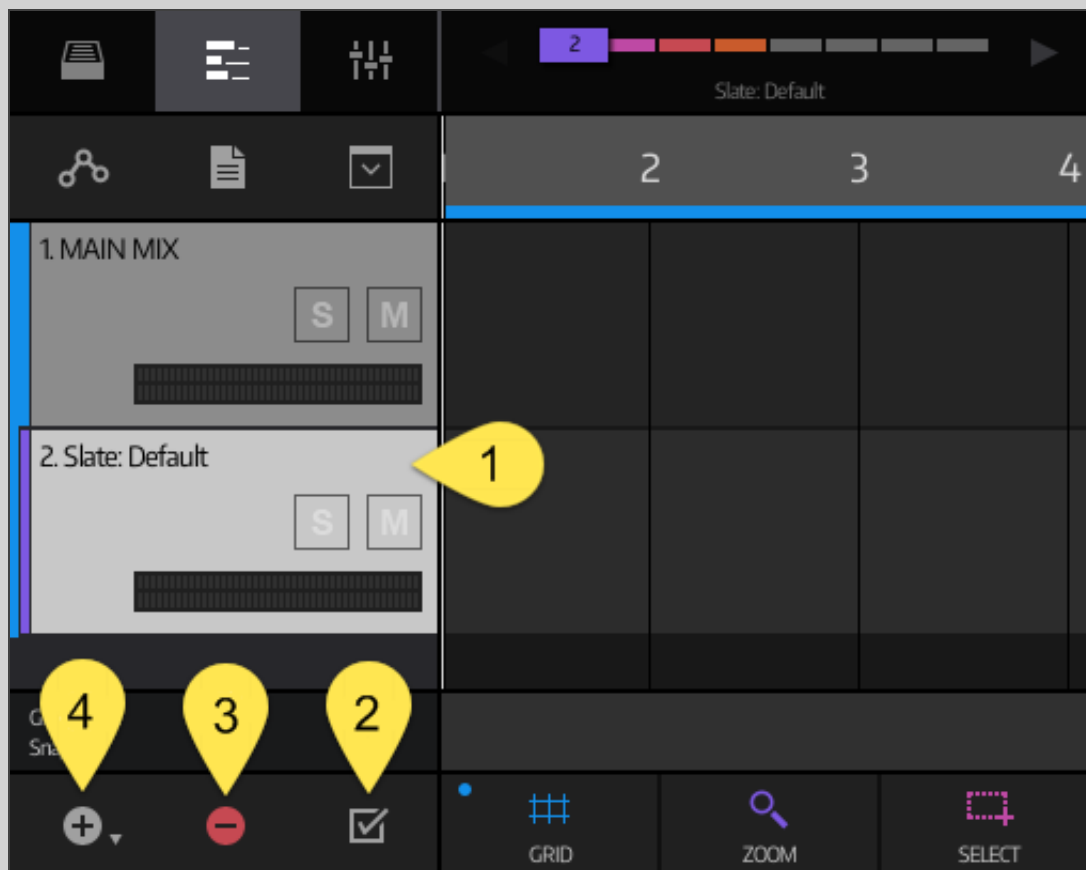 2
Slate: Default
2 3 4
1. MAIN MIX
S M
2. Slate: Default
1
S M
4 3 2
GRID ZOOM SELECT